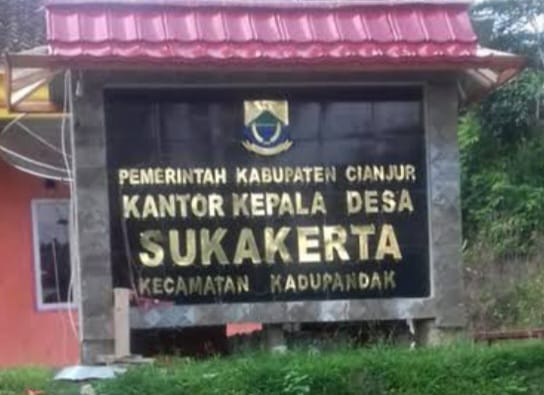 PEMERINTAH KABUPATEN CIANJUR
KANTOR KEPALA DESA
SUKAKERTA
KECAMATAN KADUPANDAK